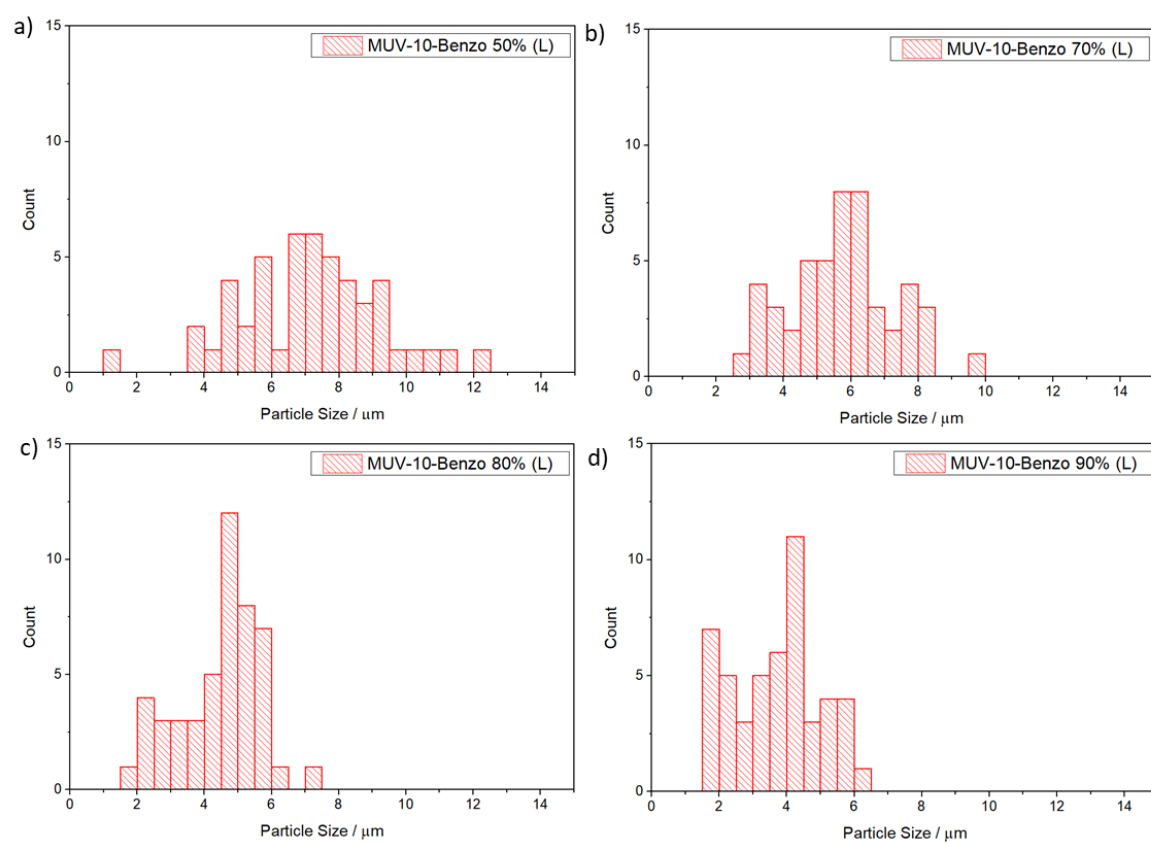 a)
MUV-10-Benzo 50% (L)
15
10
5
0
Count
0 2 4 6 8 10 12 14
Particle Size / μm
b)
MUV-10-Benzo 70% (L)
15
10
5
0
Count
0 2 4 6 8 10 12 14
Particle Size / μm
c)
MUV-10-Benzo 80% (L)
15
10
5
0
Count
0 2 4 6 8 10 12 14
Particle Size / μm
d)
MUV-10-Benzo 90% (L)
15
10
5
0
Count
0 2 4 6 8 10 12 14
Particle Size / μm